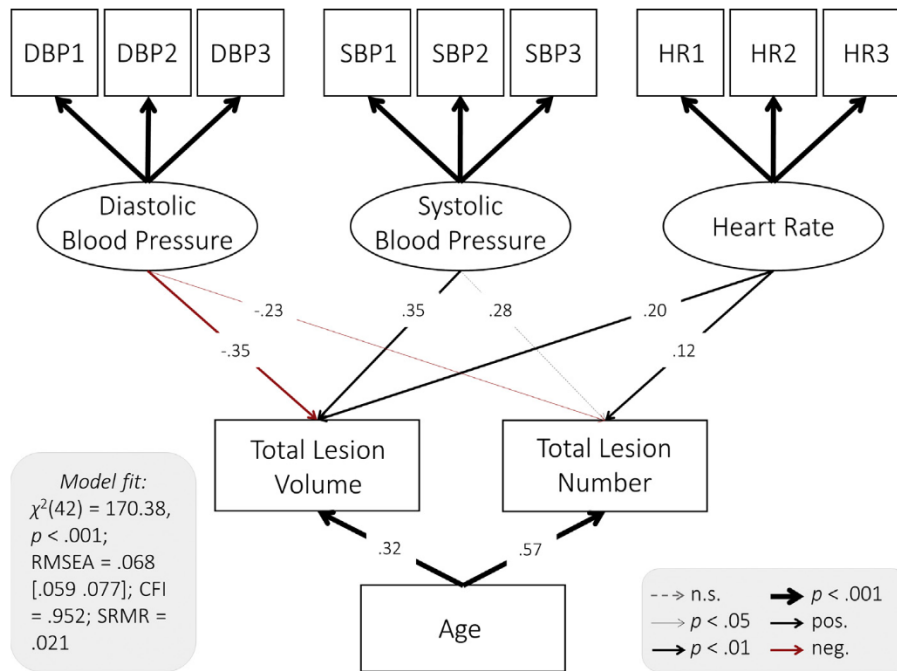 DBP1 DBP2 DBP3 SBP1 SBP2 SBP3 HR1 HR2 HR3
Diastolic
Blood Pressure
Systolic
Blood Pressure
Heart Rate
-.23 .35 .28 .20
-.35 .12
Total Lesion
Volume
Total Lesion
Number
Model fit:
χ²(42) = 170.38,
p < .001;
RMSEA = .068
[.059 .077]; CFI
= .952; SRMR =
.021
.32 .57
Age
n.s. p < .001
p < .05 pos.
p < .01 neg.